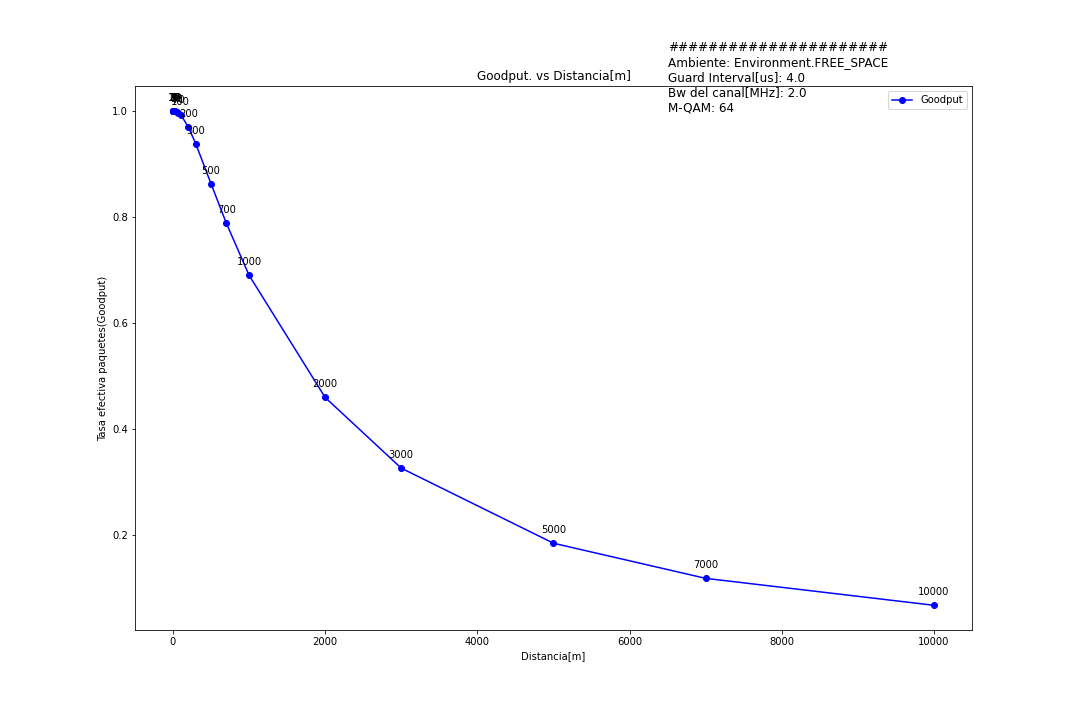 ######################
Ambiente: Environment.FREE_SPACE
Guard Interval[us]: 4.0
Bw del canal[MHz]: 2.0
M-QAM: 64
Goodput. vs Distancia[m]
Goodput
100
200
300
500
700
1000
2000
3000
5000
7000
10000
1.0
0.8
0.6
0.4
0.2
Tasa efectiva paquetes(Goodput)
0
2000
4000
6000
8000
10000
Distancia[m]